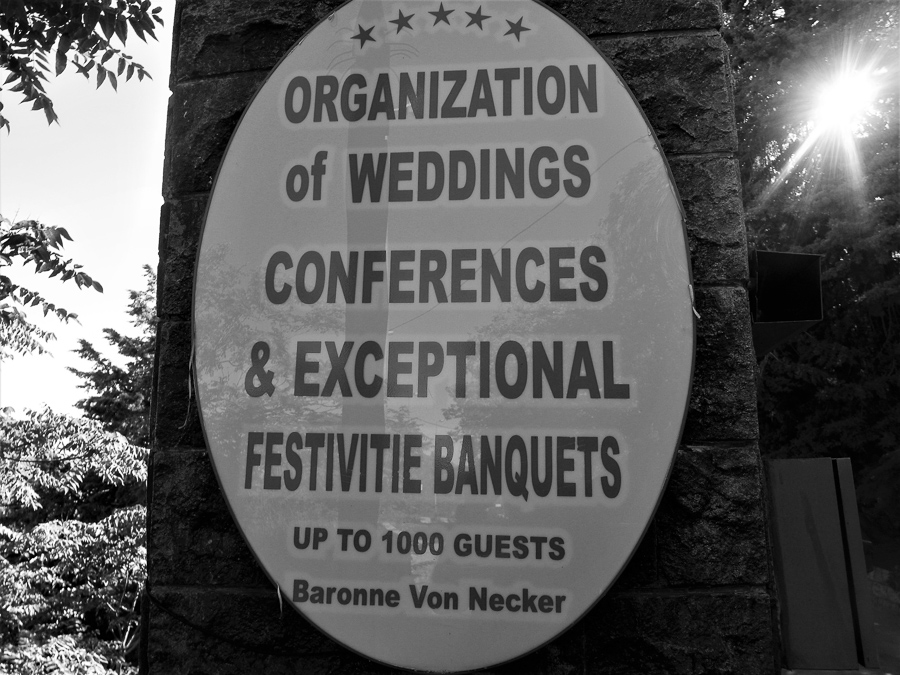 ORGANIZATION
of WEDDINGS
CONFERENCES
& EXCEPTIONAL
FESTIVITIE BANQUETS
UP TO 1000 GUESTS
Baronne Von Necker